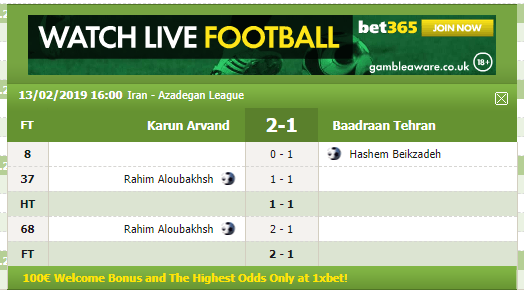 WATCH LIVE FOOTBALL bet365 JOIN NOW
gambleaware.co.uk 18+
13/02/2019 16:00 Iran - Azadegan League
FT Karun Arvand 2-1 Baadraan Tehran
8 0 - 1 Hashem Beikzadeh
37 Rahim Aloubakhsh 1 - 1
HT 1 - 1
68 Rahim Aloubakhsh 2 - 1
FT 2 - 1
100€ Welcome Bonus and The Highest Odds Only at 1xbet!